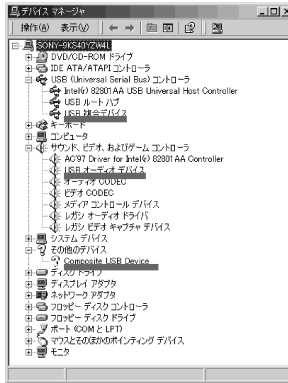 デバイス マネージャ
操作(A) 表示(V)
SONY-9KS40YZW4L
DVD/CD-ROM ドライブ
IDE ATA/ATAPI コントローラ
USB (Universal Serial Bus) コントローラ
Intel(r) 82801AA USB Universal Host Controller
USB ルート ハブ
USB 複合デバイス
キーボード
コンピュータ
サウンド、ビデオ、およびゲーム コントローラ
AC'97 Driver for Intel(r) 82801AA Controller
USB オーディオ デバイス
オーディオ CODEC
ビデオ CODEC
メディア コントロール デバイス
レガシ オーディオ ドライバ
レガシ ビデオ キャプチャ デバイス
システム デバイス
その他のデバイス
Composite USB Device
ディスク ドライブ
ディスプレイ アダプタ
ネットワーク アダプタ
フロッピー ディスク コントローラ
フロッピー ディスク ドライブ
ポート (COM と LPT)
マウスとそのほかのポインティング デバイス
モニタ